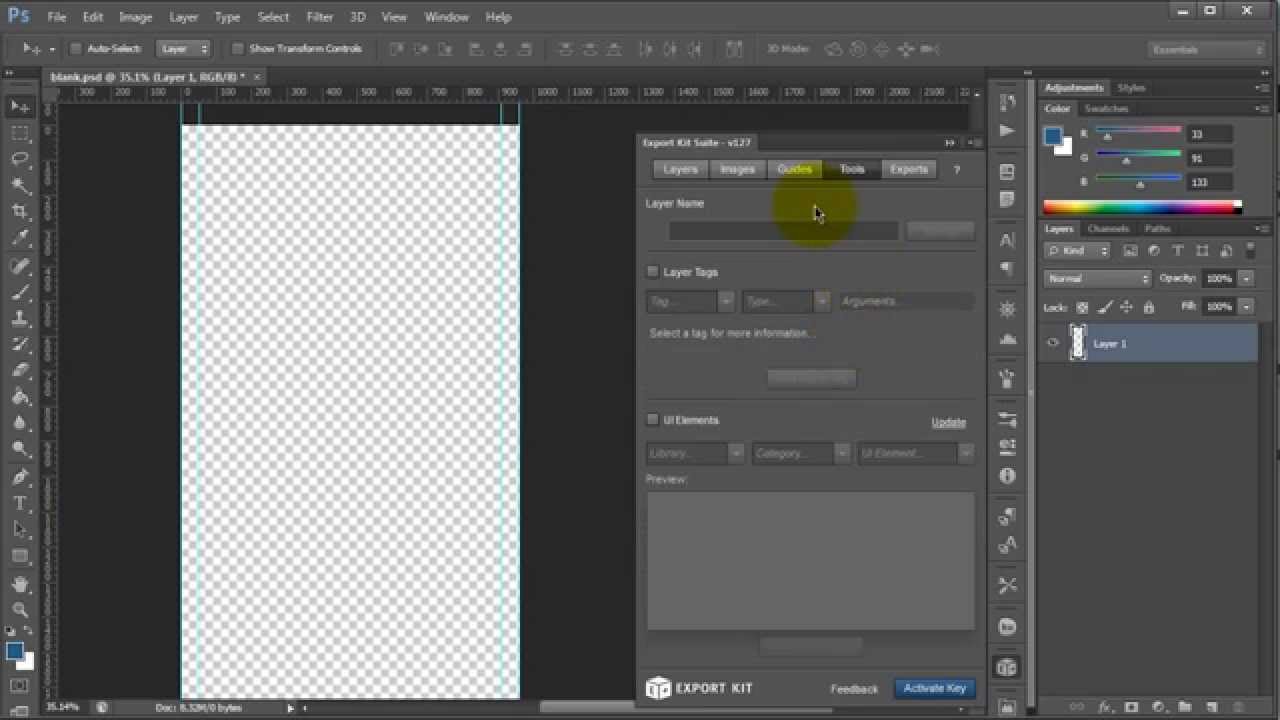 Ps File Edit Image Layer Type Select Filter 3D View Window Help
Auto-Select: Layer Show Transform Controls 3D Mode: Essentials
blank.psd @ 35.1% (Layer 1, RGB/8) * ×
300 200 100 0 100 200 300 400 500 600 700 800 900 1000 1100 1200 1300 1400 1500 1600 1700 1800 1900 2000 2100
Export Kit Suite - v127
Layers Images Guides Tools Exports ?
Layer Name
Layer Tags
Tag... Type... Arguments...
Select a tag for more information...
UI Elements Update
Library... Category... UI Element...
Preview:
EXPORT KIT Feedback Activate Key
Adjustments Styles
Color Swatches
R 33
G 91
B 133
Layers Channels Paths
Kind
Normal Opacity: 100%
Lock: Fill: 100%
Layer 1
35.14% Doc: 8.32M/0 bytes